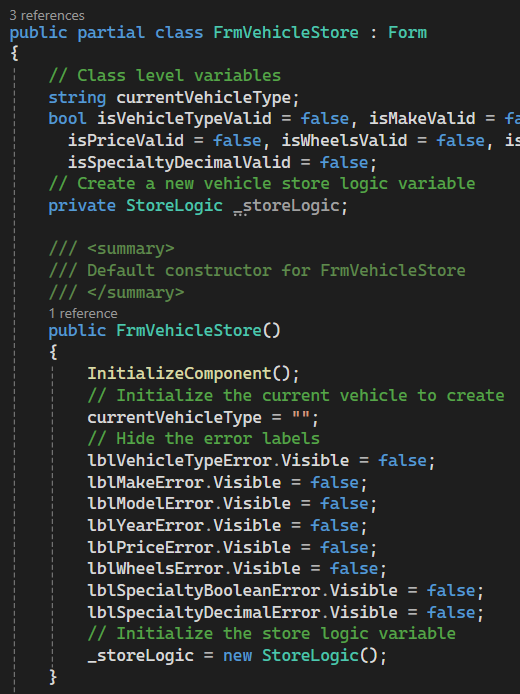 3 references
public partial class FrmVehicleStore : Form
{
// Class level variables
string currentVehicleType;
bool isVehicleTypeValid = false, isMakeValid = fa
isPriceValid = false, isWheelsValid = false, is
isSpecialtyDecimalValid = false;
// Create a new vehicle store logic variable
private StoreLogic _storeLogic;
/// <summary>
/// Default constructor for FrmVehicleStore
/// </summary>
1 reference
public FrmVehicleStore()
{
InitializeComponent();
// Initialize the current vehicle to create
currentVehicleType = "";
// Hide the error labels
lblVehicleTypeError.Visible = false;
lblMakeError.Visible = false;
lblModelError.Visible = false;
lblYearError.Visible = false;
lblPriceError.Visible = false;
lblWheelsError.Visible = false;
lblSpecialtyBooleanError.Visible = false;
lblSpecialtyDecimalError.Visible = false;
// Initialize the store logic variable
_storeLogic = new StoreLogic();
}